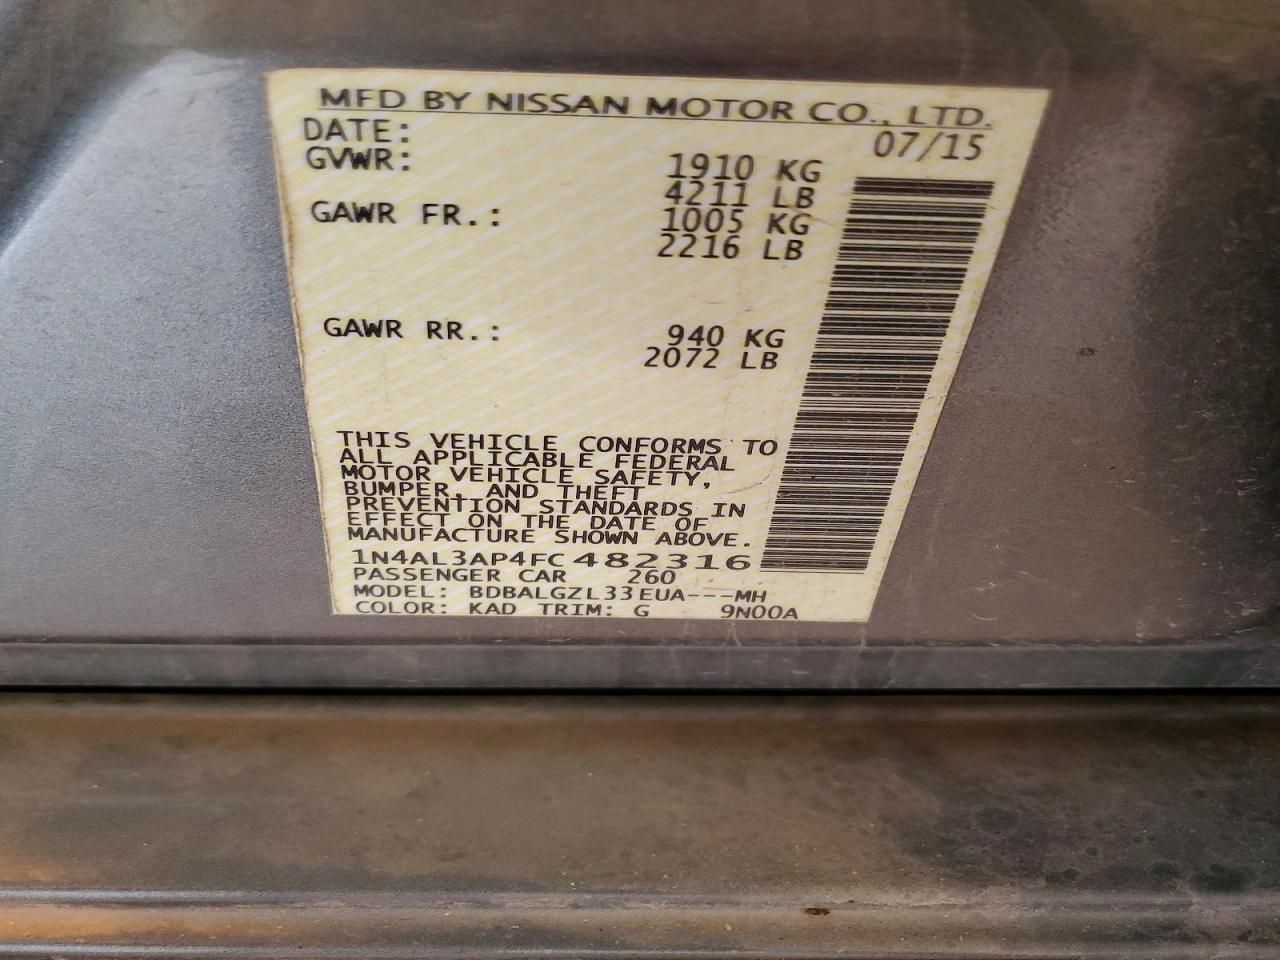 MFD BY NISSAN MOTOR CO., LTD.
DATE: 07/15
GVWR: 1910 KG
4211 LB
GAWR FR.: 1005 KG
2216 LB
GAWR RR.: 940 KG
2072 LB
THIS VEHICLE CONFORMS TO
ALL APPLICABLE FEDERAL
MOTOR VEHICLE SAFETY,
BUMPER, AND THEFT
PREVENTION STANDARDS IN
EFFECT ON THE DATE OF
MANUFACTURE SHOWN ABOVE.
1N4AL3AP4FC482316
PASSENGER CAR 260
MODEL: BDBALGZL33EUA---MH
COLOR: KAD TRIM: G 9N00A